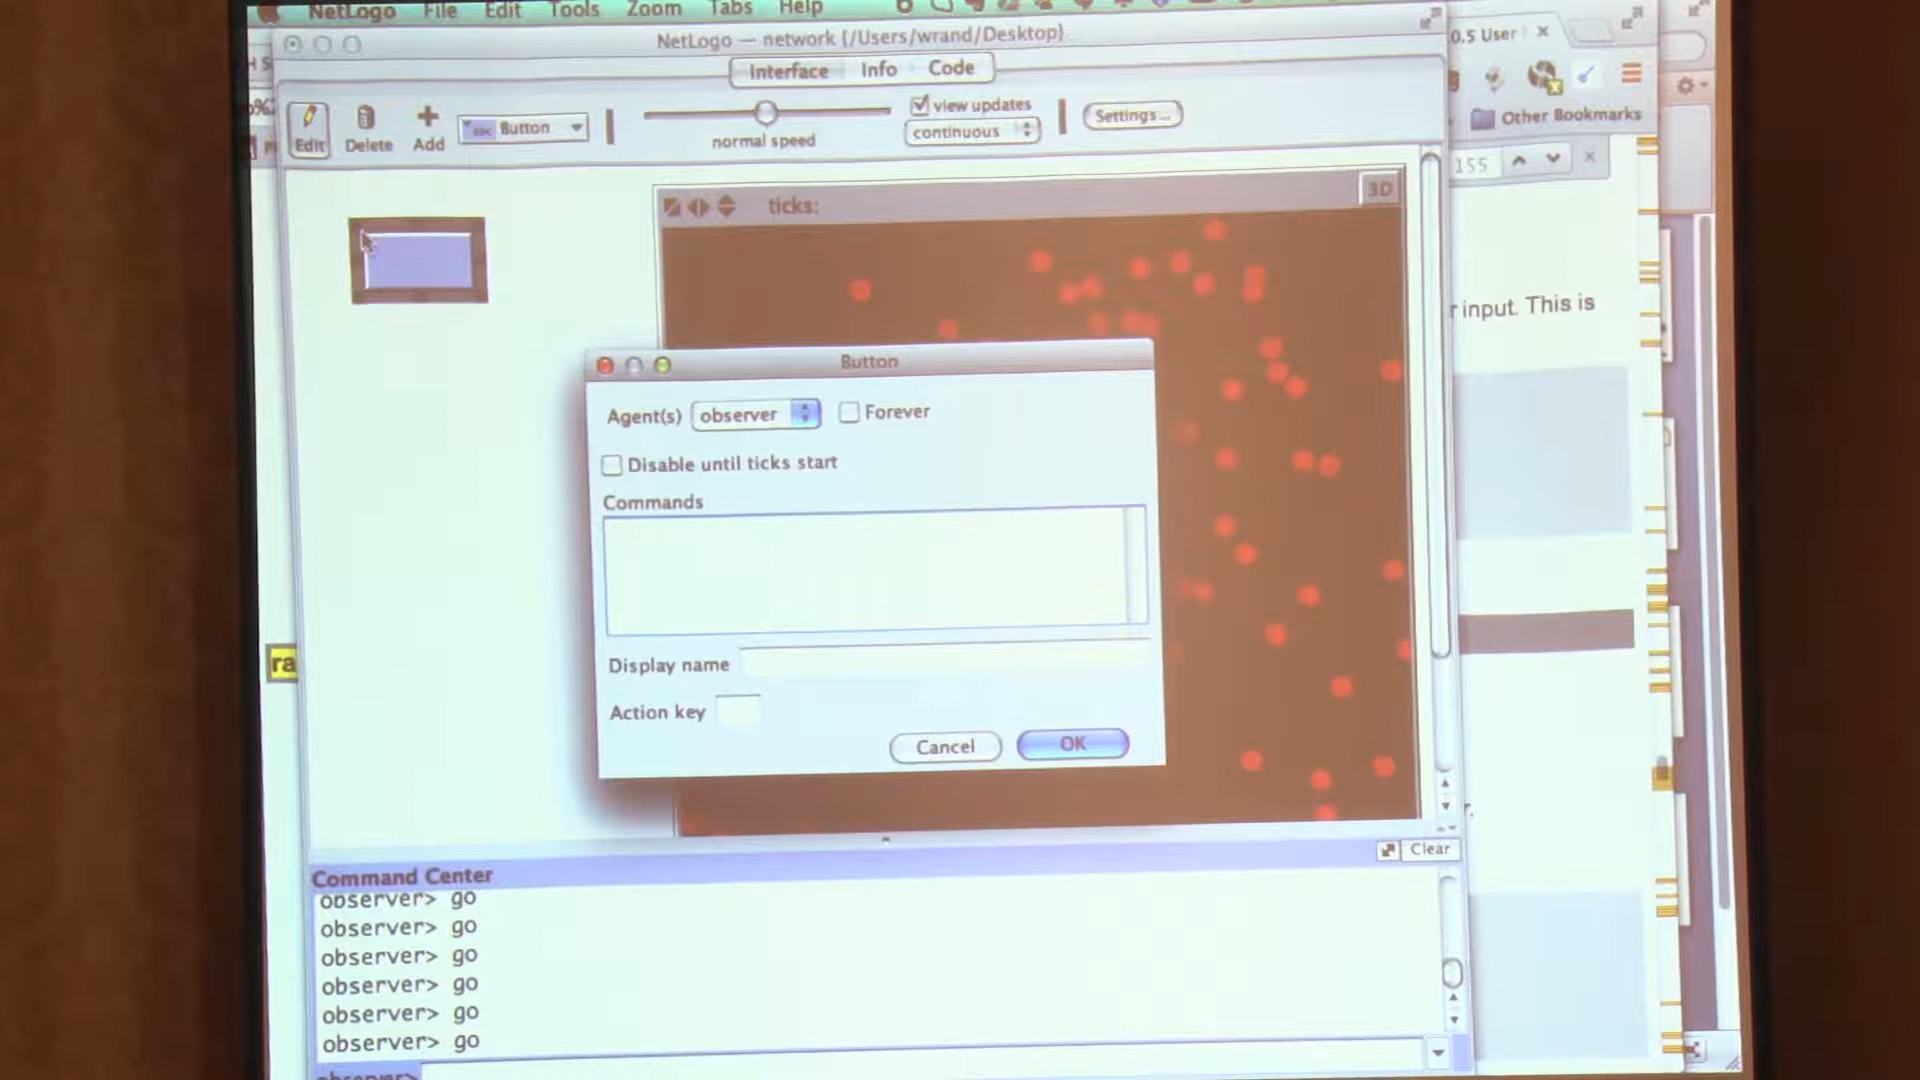 NetLogo File Edit Tools Zoom Tabs Help
NetLogo — network {/Users/wrand/Desktop}
0.5 User
Interface Info Code
Edit Delete Add Button
normal speed
view updates
continuous
Settings...
Other Bookmarks
155
ticks:
3D
r input. This is
Button
Agent(s) observer Forever
Disable until ticks start
Commands
ra
Display name
Action key
Cancel OK
Command Center
Clear
observer> go
observer> go
observer> go
observer> go
observer> go
observer> go
observer>